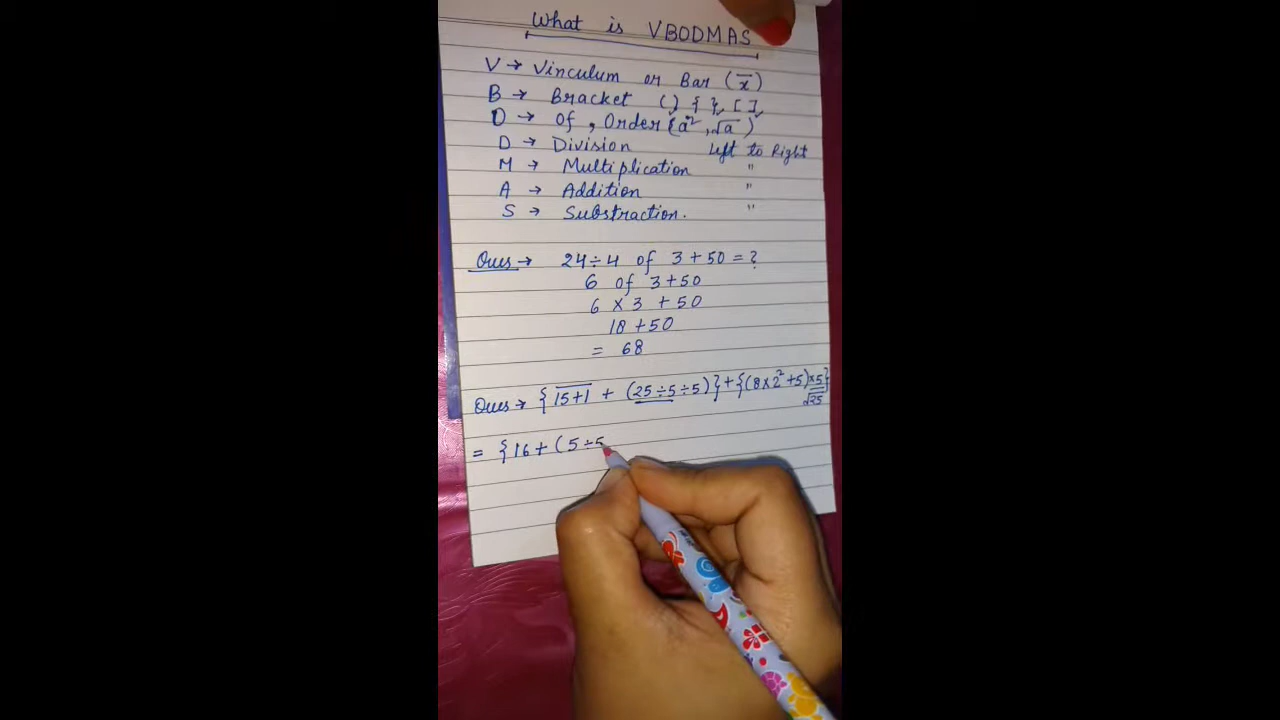 What is VBODMAS
V → Vinculum or Bar (x̅)
B → Bracket () { }, [ ],
O → Of , Order (a², √a )
D → Division Left to Right
M → Multiplication "
A → Addition "
S → Substraction. "
Ques → 24÷4 of 3+50 = ?
6 of 3+50
6 × 3 + 50
18 +50
= 68
Ques → { 15+1 + (25÷5÷5)}+{(8×2²+5)×5}
√25
= {16+ (5÷5